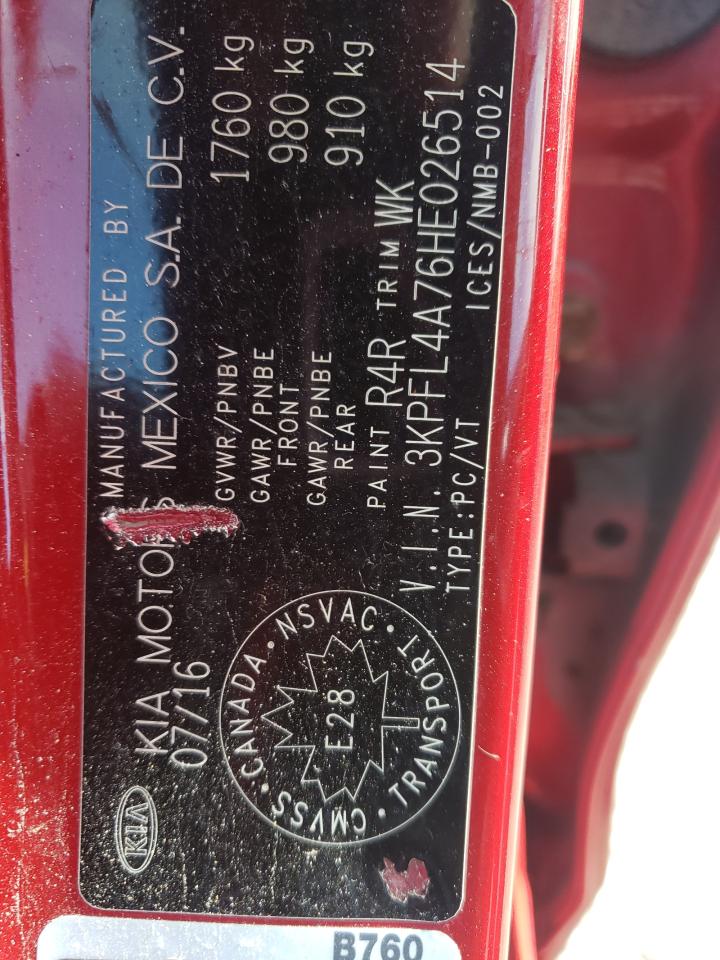 MANUFACTURED BY
KIA KIA MOTORS MEXICO S.A. DE C.V.
07/16
GVWR/PNBV 1760 kg
GAWR/PNBE FRONT 980 kg
GAWR/PNBE REAR 910 kg
PAINT R4R TRIM WK
V.I.N. 3KPFL4A76HE026514
TYPE:PC/VT ICES/NMB-002
CMVSS • CANADA • NSVAC • TRANSPORT •
E28
B760